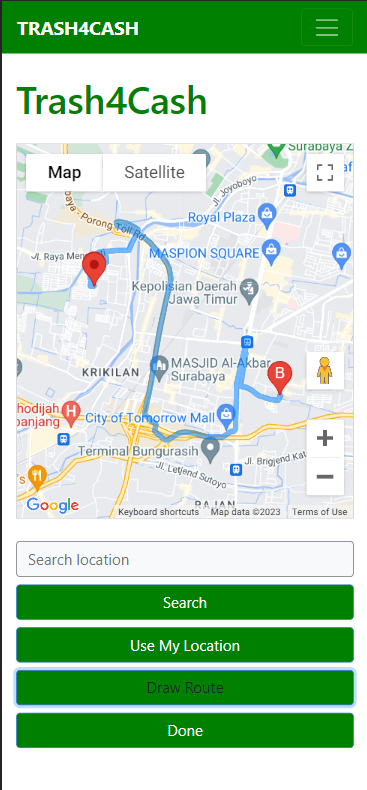 TRASH4CASH
Trash4Cash
Map
Satellite
Surabaya Z
Jl. Joyoboyo
af
- Porong Toll Rd
Royal Plaza
Jl. Raya Men
MASPION SQUARE
Kepolisian Daerah
Jawa Timur
KRIKILAN
MASJID Al-Akbar
Surabaya
B
hodijah
panjang
City of Tomorrow Mall
Terminal Bungurasih
's
Jl. Letjend Sutoyo
Jl. Brigjend Kat
Google
Keyboard shortcuts
Map data ©2023
Terms of Use
Search location
Search
Use My Location
Draw Route
Done